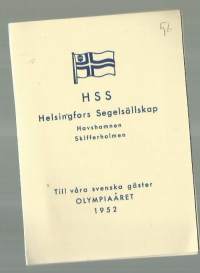 HSS
Helsingfors Segelsällskap
Havshamnen
Skifferholmen
Till våra svenska gäster
OLYMPIAÅRET
1952